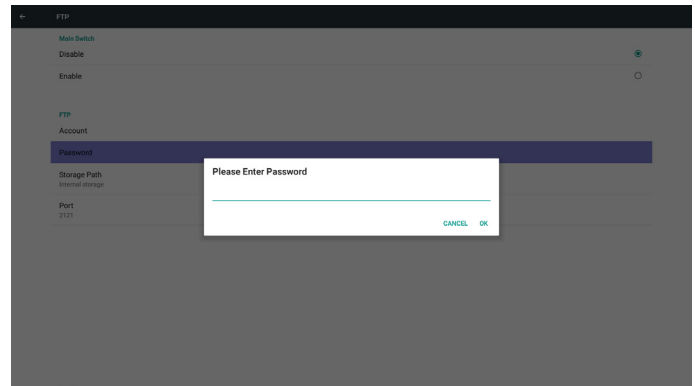 FTP
Main Switch
Disable
Enable
FTP
Account
Password
Storage Path
Internal storage
Port
2121
Please Enter Password
CANCEL OK